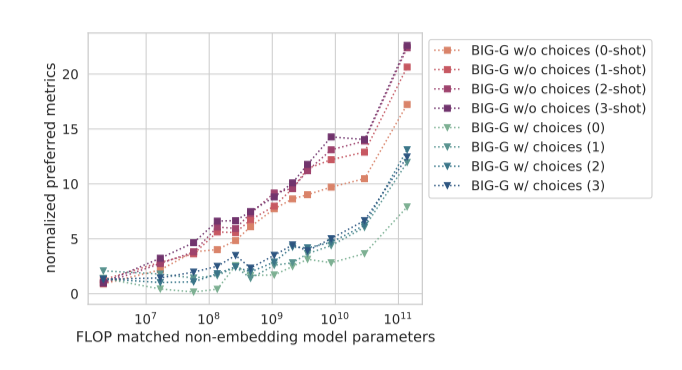 normalized preferred metrics
20
15
10
5
0
10⁷ 10⁸ 10⁹ 10¹⁰ 10¹¹
FLOP matched non-embedding model parameters
BIG-G w/o choices (0-shot)
BIG-G w/o choices (1-shot)
BIG-G w/o choices (2-shot)
BIG-G w/o choices (3-shot)
BIG-G w/ choices (0)
BIG-G w/ choices (1)
BIG-G w/ choices (2)
BIG-G w/ choices (3)